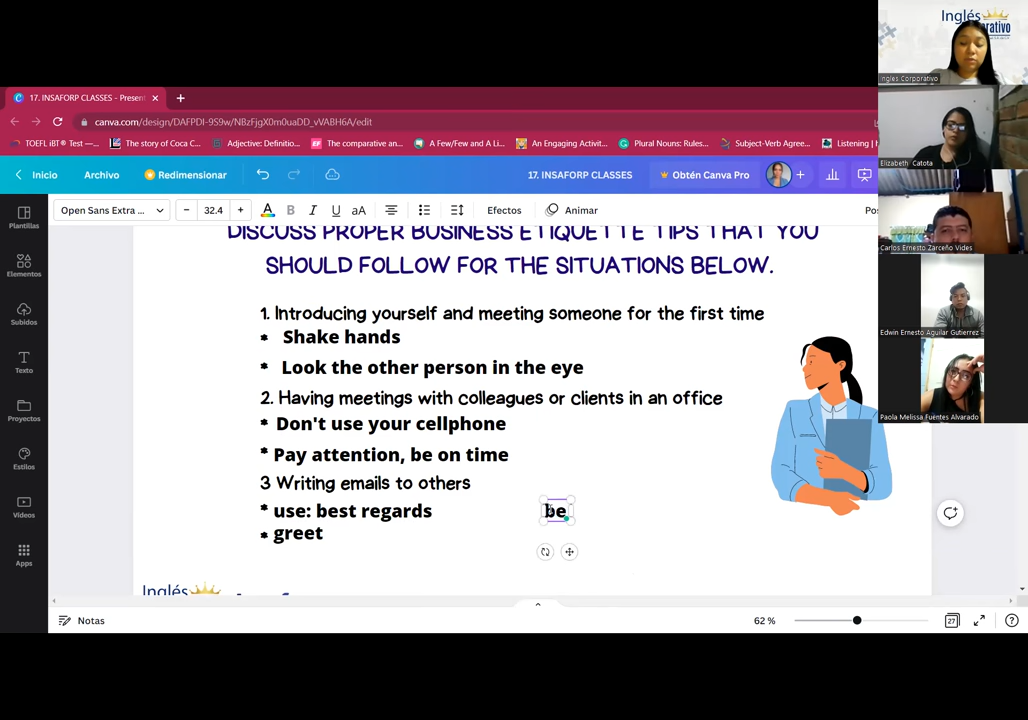 Inglés
Ingles Corporativo
17. INSAFORP CLASSES - Present
canva.com/design/DAFPDI-9S9w/N8zFjgX0m0uaDD_vVABH6A/edit
TOEFL iBT® Test —... The story of Coca C... Adjective: Definitio... The comparative an... A Few/Few and A Li... An Engaging Activit... Plural Nouns: Rules... Subject-Verb Agree... Listening |
Elizabeth Catota
Inicio Archivo Redimensionar 17. INSAFORP CLASSES Obtén Canva Pro
Open Sans Extra ... 32.4 A B I U aA Efectos Animar
Plantillas
Elementos
Subidos
Texto
Proyectos
Estilos
Videos
Apps
DISCUSS PROPER BUSINESS ETIQUETTE TIPS THAT YOU
SHOULD FOLLOW FOR THE SITUATIONS BELOW.
1. Introducing yourself and meeting someone for the first time
* Shake hands
* Look the other person in the eye
2. Having meetings with colleagues or clients in an office
* Don't use your cellphone
* Pay attention, be on time
3 Writing emails to others
* use: best regards
be
* greet
Inglés
Carlos Ernesto Zarceño Vides
Edwin Ernesto Aguilar Gutierrez
Paola Melissa Fuentes Alvarado
Notas
62 %
27